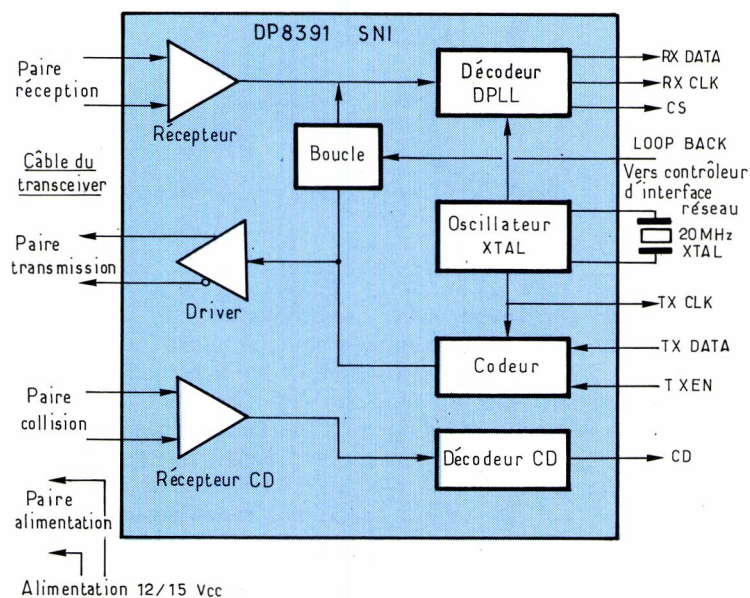 DP8391 SNI
Paire
réception
Récepteur
Décodeur
DPLL
RX DATA
RX CLK
CS
Câble du
transceiver
Boucle
LOOP BACK
Vers contrôleur
d'interface
réseau
Oscillateur
XTAL
20MHz
XTAL
Paire
transmission
Driver
TX CLK
Codeur
TX DATA
TXEN
Paire
collision
Récepteur CD
Décodeur CD
CD
Paire
alimentation
Alimentation 12/15 Vcc